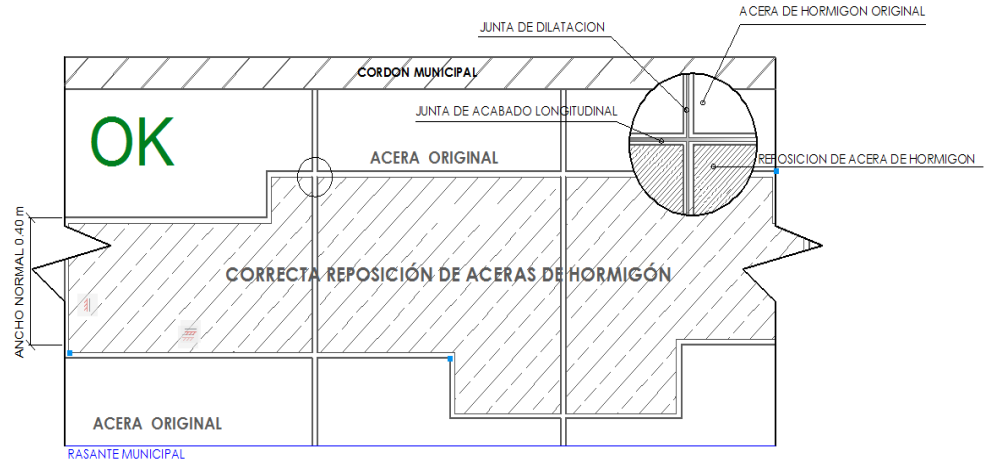 ACERA DE HORMIGON ORIGINAL
JUNTA DE DILATACION
CORDON MUNICIPAL
JUNTA DE ACABADO LONGITUDINAL
OK
ACERA ORIGINAL
REPOSICION DE ACERA DE HORMIGON
ANCHO NORMAL 0.40 m
CORRECTA REPOSICIÓN DE ACERAS DE HORMIGÓN
ACERA ORIGINAL
RASANTE MUNICIPAL